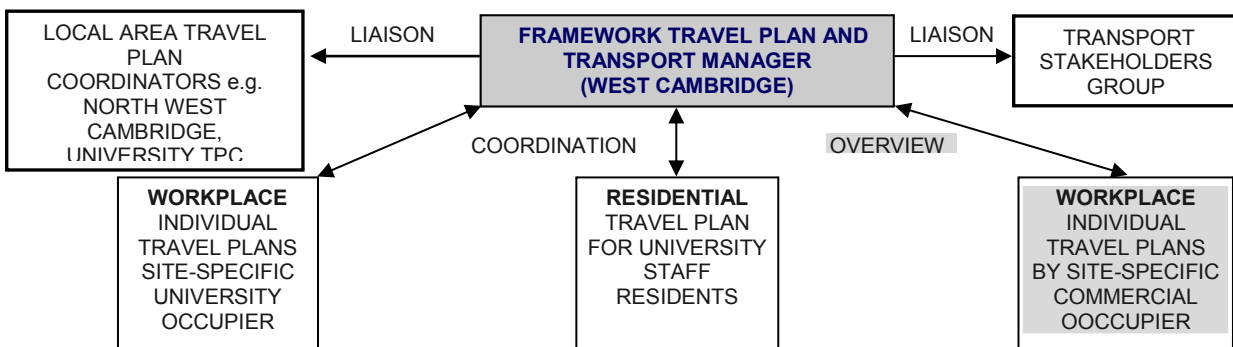 LOCAL AREA TRAVEL
PLAN
COORDINATORS e.g.
NORTH WEST
CAMBRIDGE,
UNIVERSITY TPC
LIAISON
FRAMEWORK TRAVEL PLAN AND
TRANSPORT MANAGER
(WEST CAMBRIDGE)
LIAISON
TRANSPORT
STAKEHOLDERS
GROUP
COORDINATION
OVERVIEW
WORKPLACE
INDIVIDUAL
TRAVEL PLANS
SITE-SPECIFIC
UNIVERSITY
OCCUPIER
RESIDENTIAL
TRAVEL PLAN
FOR UNIVERSITY
STAFF
RESIDENTS
WORKPLACE
INDIVIDUAL
TRAVEL PLANS
BY SITE-SPECIFIC
COMMERCIAL
OOCCUPIER